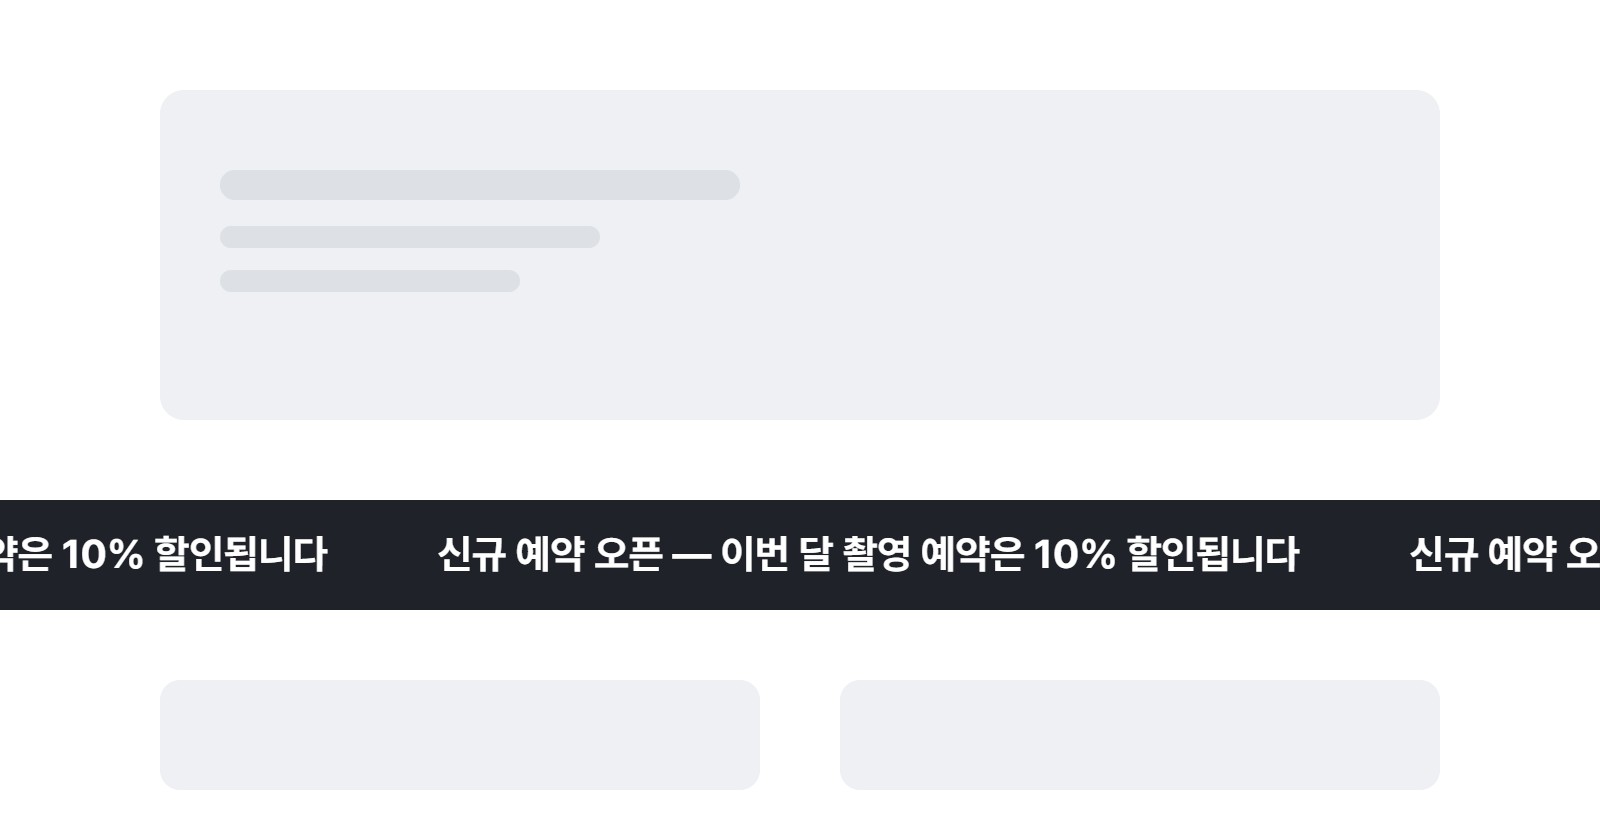 약은 10% 할인됩니다 신규 예약 오픈 — 이번 달 촬영 예약은 10% 할인됩니다 신규 예약 오